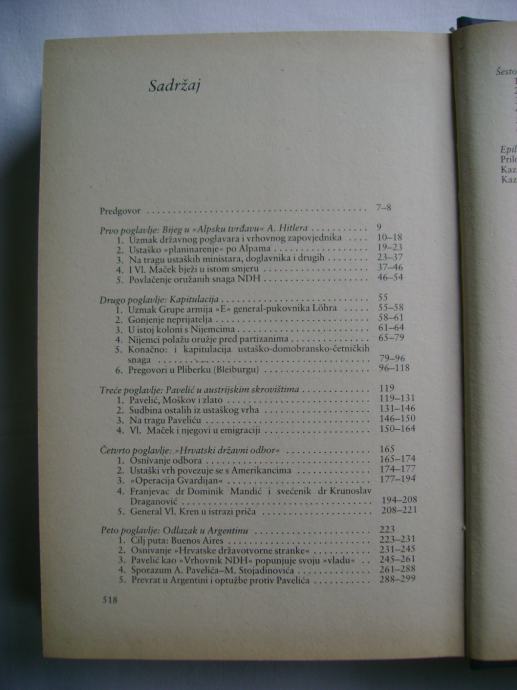 Sadržaj
Predgovor . . . . . . . . . . . . . . . . . . . . 7–8
Prvo poglavlje: Bijeg u »Alpsku tvrđavu« A. Hitlera . . . . . . . . . . . 9
1. Uzmak državnog poglavara i vrhovnog zapovjednika . . . . 10–18
2. Ustaško »planinarenje« po Alpama . . . . . . . . . . . . . 19–23
3. Na tragu ustaških ministara, doglavnika i drugih . . . . . . 23–37
4. I Vl. Maček bježi u istom smjeru . . . . . . . . . . . . . 37–46
5. Povlačenje oružanih snaga NDH . . . . . . . . . . . . . 46–54
Drugo poglavlje: Kapitulacija . . . . . . . . . . . . . . . . 55
1. Uzmak Grupe armija »E« general-pukovnika Löhra . . . . . 55–58
2. Gonjenje neprijatelja . . . . . . . . . . . . . . . . . . 58–61
3. U istoj koloni s Nijemcima . . . . . . . . . . . . . . . 61–64
4. Nijemci polažu oružje pred partizanima . . . . . . . . . . 65–79
5. Konačno: i kapitulacija ustaško-domobransko-četničkih
snaga . . . . . . . . . . . . . . . . . . . . . . . 79–96
6. Pregovori u Pliberku (Bleiburgu) . . . . . . . . . . . . . 96–118
Treće poglavlje: Pavelić u austrijskim skrovištima . . . . . . . . . 119
1. Pavelić, Moškov i zlato . . . . . . . . . . . . . . . . . 119–131
2. Sudbina ostalih iz ustaškog vrha . . . . . . . . . . . . . 131–146
3. Na tragu Paveliću . . . . . . . . . . . . . . . . . . . 146–150
4. Vl. Maček i njegovi u emigraciji . . . . . . . . . . . . . 150–164
Četvrto poglavlje: »Hrvatski državni odbor« . . . . . . . . . . . 165
1. Osnivanje odbora . . . . . . . . . . . . . . . . . . . 165–174
2. Ustaški vrh povezuje se s Amerikancima . . . . . . . . . . 174–177
3. »Operacija Gvardijan« . . . . . . . . . . . . . . . . . 177–194
4. Franjevac dr Dominik Mandić i svećenik dr Krunoslav
Draganović . . . . . . . . . . . . . . . . . . . . . 194–208
5. General Vl. Kren u istrazi priča . . . . . . . . . . . . . 208–221
Peto poglavlje: Odlazak u Argentinu . . . . . . . . . . . . . . 223
1. Cilj puta: Buenos Aires . . . . . . . . . . . . . . . . . 223–231
2. Osnivanje »Hrvatske državotvorne stranke« . . . . . . . . 231–245
3. Pavelić kao »Vrhovnik NDH« popunjuje svoju »vladu« . . 245–261
4. Sporazum A. Pavelića–M. Stojadinovića . . . . . . . . . . 261–288
5. Prevrat u Argentini i optužbe protiv Pavelića . . . . . . . 288–299
518
Šesto
Epil
Pril
Kaz
Kaz